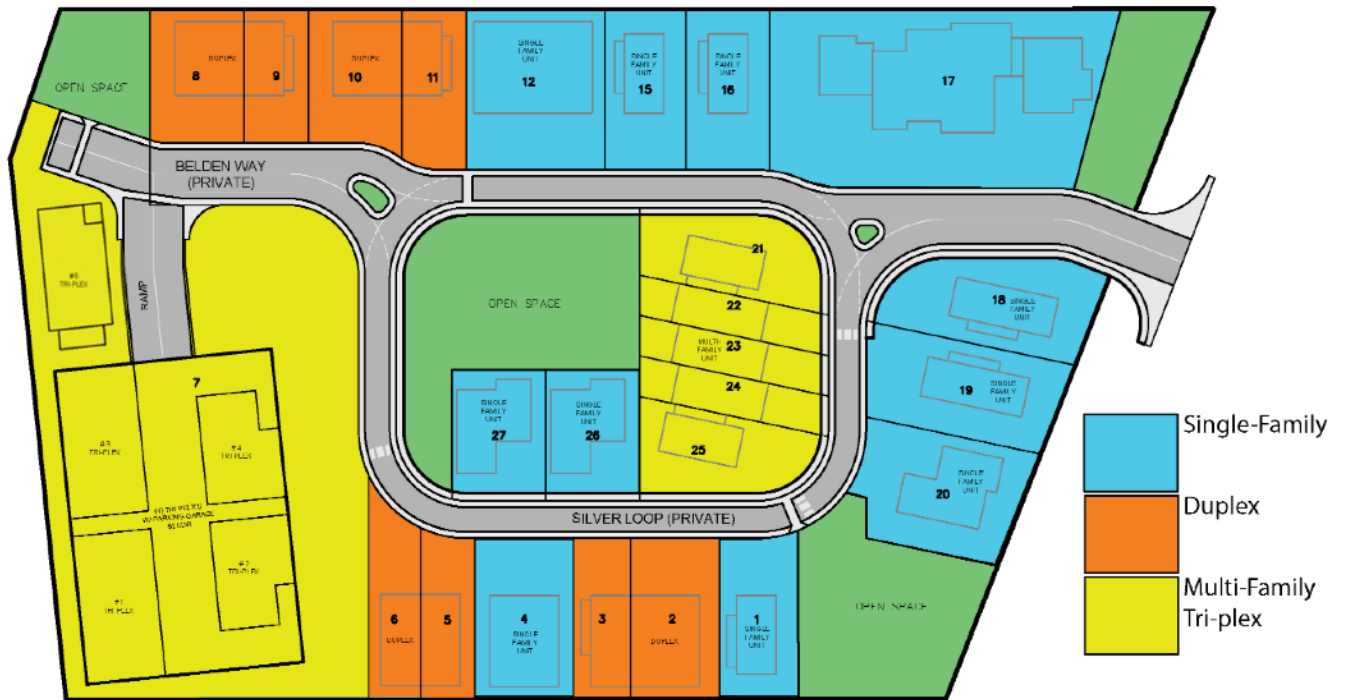 DUPLEX
8
9
DUPLEX
10
11
SINGLE
FAMILY
UNIT
12
SINGLE
FAMILY
UNIT
15
SINGLE
FAMILY
UNIT
16
17
OPEN SPACE
BELDEN WAY
(PRIVATE)
#5
TRI-PLEX
RAMP
OPEN SPACE
21
22
MULTI-
FAMILY
UNIT
23
24
25
18
SINGLE
FAMILY
UNIT
19
SINGLE
FAMILY
UNIT
20
SINGLE
FAMILY
UNIT
7
#3
TRI-PLEX
#4
TRI-PLEX
W/PARKING GARAGE
#1
TRI-PLEX
#2
TRI-PLEX
SINGLE
FAMILY
UNIT
27
SINGLE
FAMILY
UNIT
26
SILVER LOOP (PRIVATE)
6
DUPLEX
5
4
SINGLE
FAMILY
UNIT
3
2
DUPLEX
1
SINGLE
FAMILY
UNIT
OPEN SPACE
Single-Family
Duplex
Multi-Family
Tri-plex